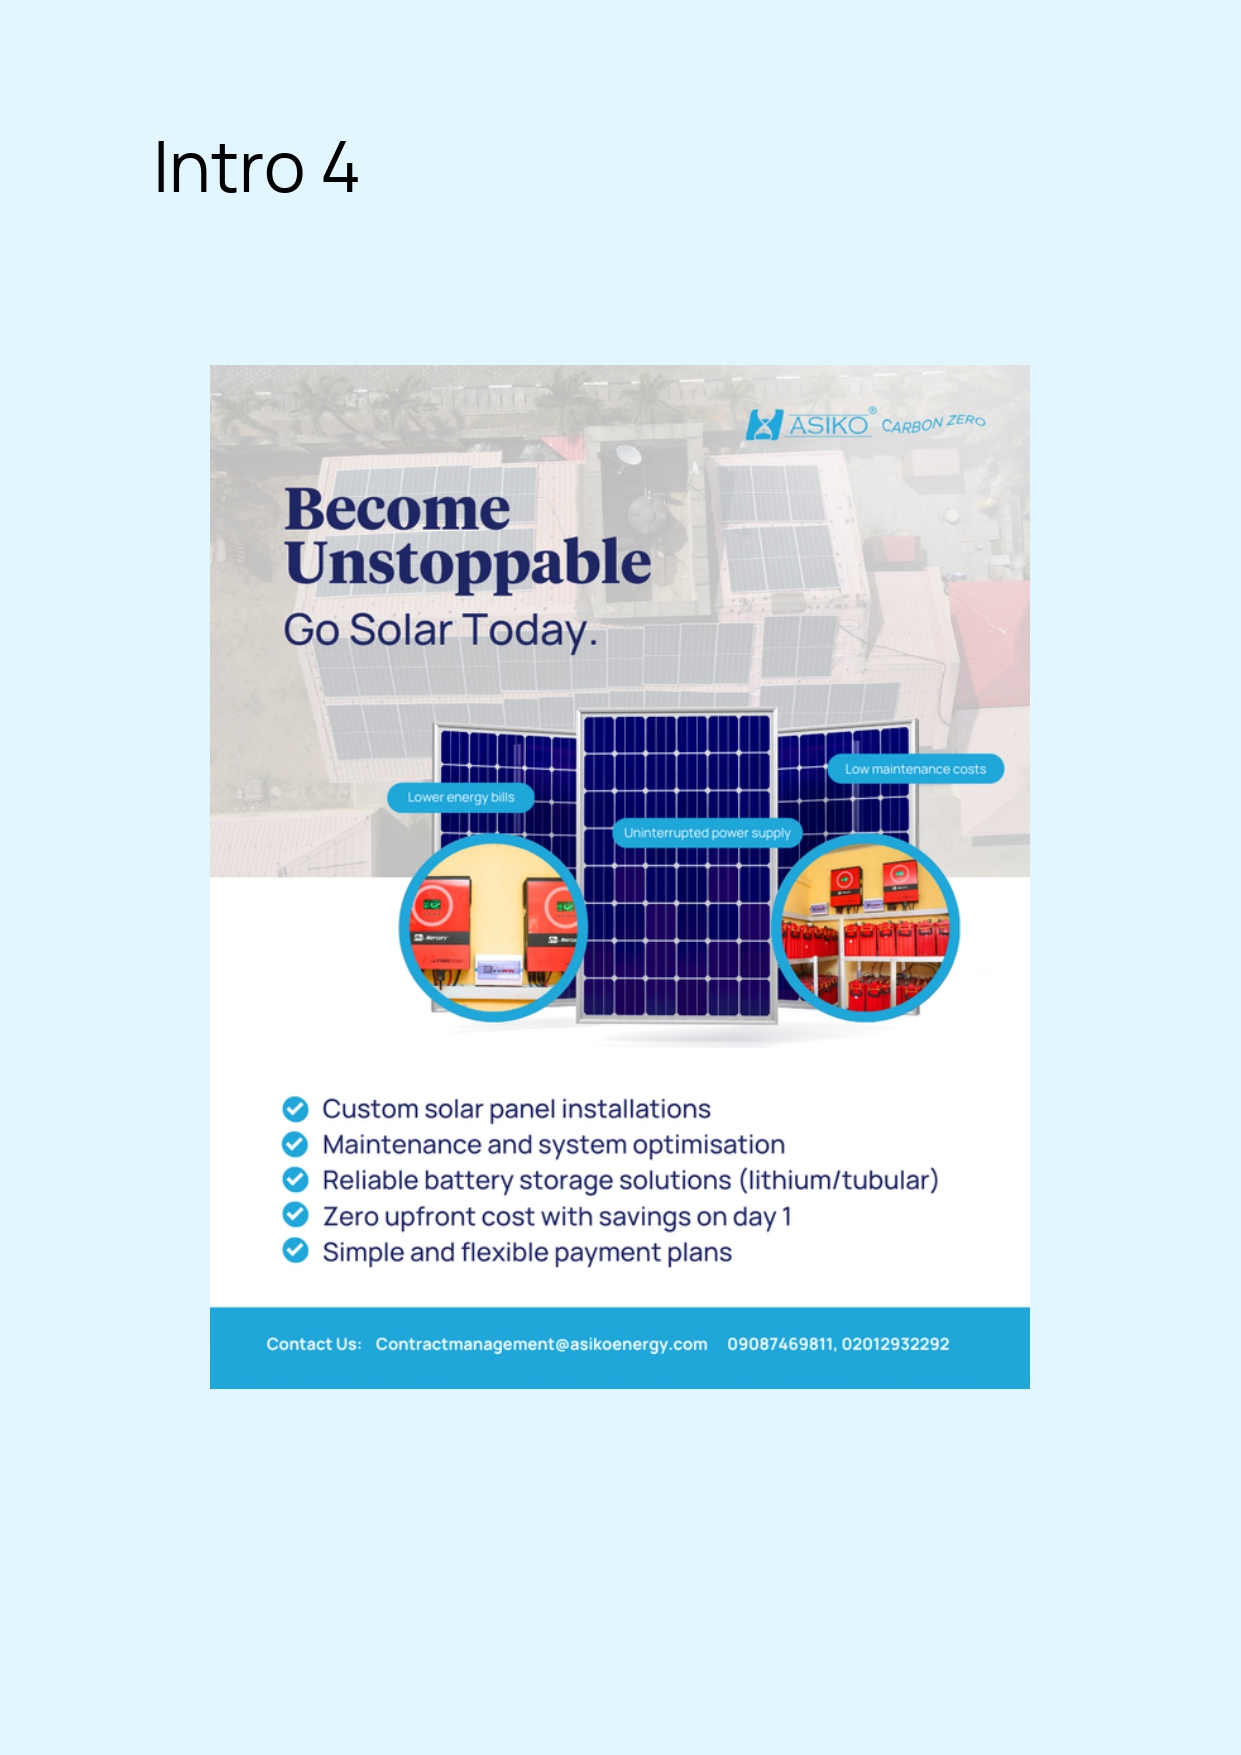 Intro 4
ASIKO® CARBON ZERO
Become
Unstoppable
Go Solar Today.
Low maintenance costs
Lower energy bills
Uninterrupted power supply
Custom solar panel installations
Maintenance and system optimisation
Reliable battery storage solutions (lithium/tubular)
Zero upfront cost with savings on day 1
Simple and flexible payment plans
Contact Us: Contractmanagement@asikoenergy.com 09087469811, 02012932292